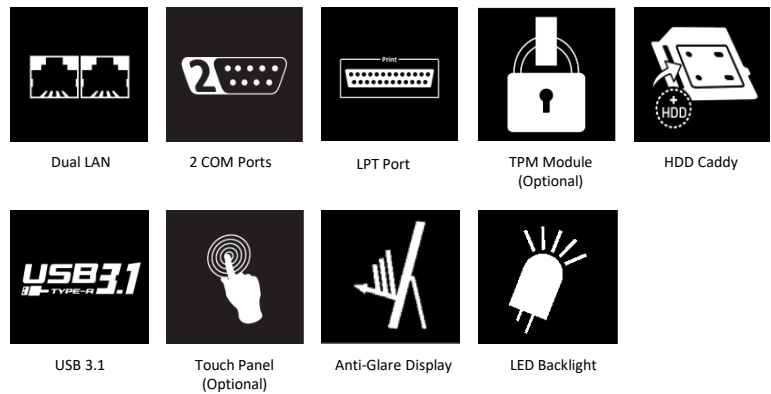 2
Print
+
HDD
Dual LAN
2 COM Ports
LPT Port
TPM Module
(Optional)
HDD Caddy
USB3.1
TYPE-A
USB 3.1
Touch Panel
(Optional)
Anti-Glare Display
LED Backlight